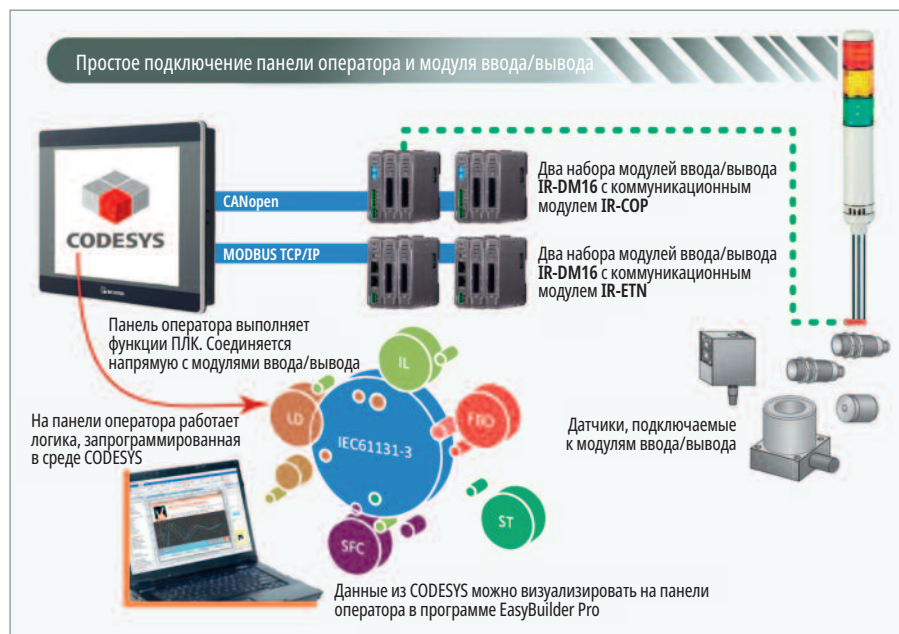 Простое подключение панели оператора и модуля ввода/вывода
CODESYS
CANopen
MODBUS TCP/IP
Два набора модулей ввода/вывода
IR-DM16 с коммуникационным
модулем IR-COP
Два набора модулей ввода/вывода
IR-DM16 с коммуникационным
модулем IR-ETN
Панель оператора выполняет
функции ПЛК. Соединяется
напрямую с модулями ввода/вывода
На панели оператора работает
логика, запрограммированная
в среде CODESYS
IL
LD
FBD
IEC61131-3
ST
SFC
Датчики, подключаемые
к модулям ввода/вывода
Данные из CODESYS можно визуализировать на панели
оператора в программе EasyBuilder Pro